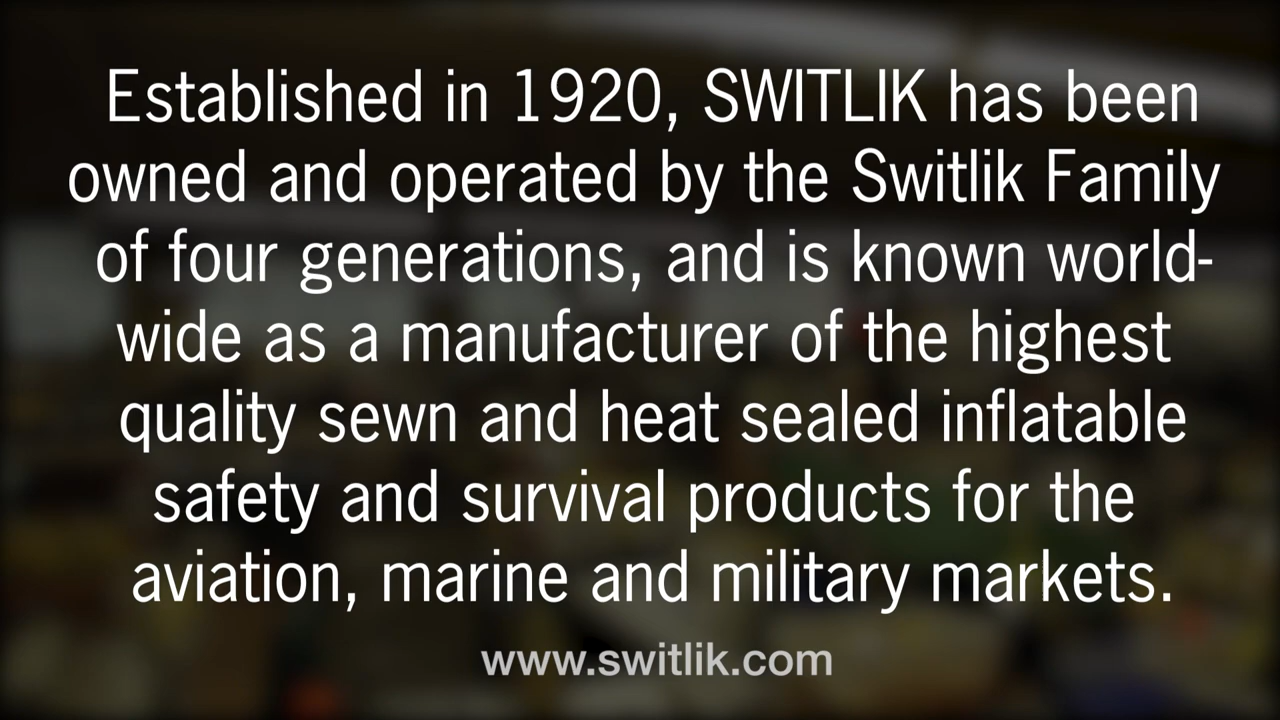 Established in 1920, SWITLIK has been
owned and operated by the Switlik Family
of four generations, and is known world-
wide as a manufacturer of the highest
quality sewn and heat sealed inflatable
safety and survival products for the
aviation, marine and military markets.
www.switlik.com